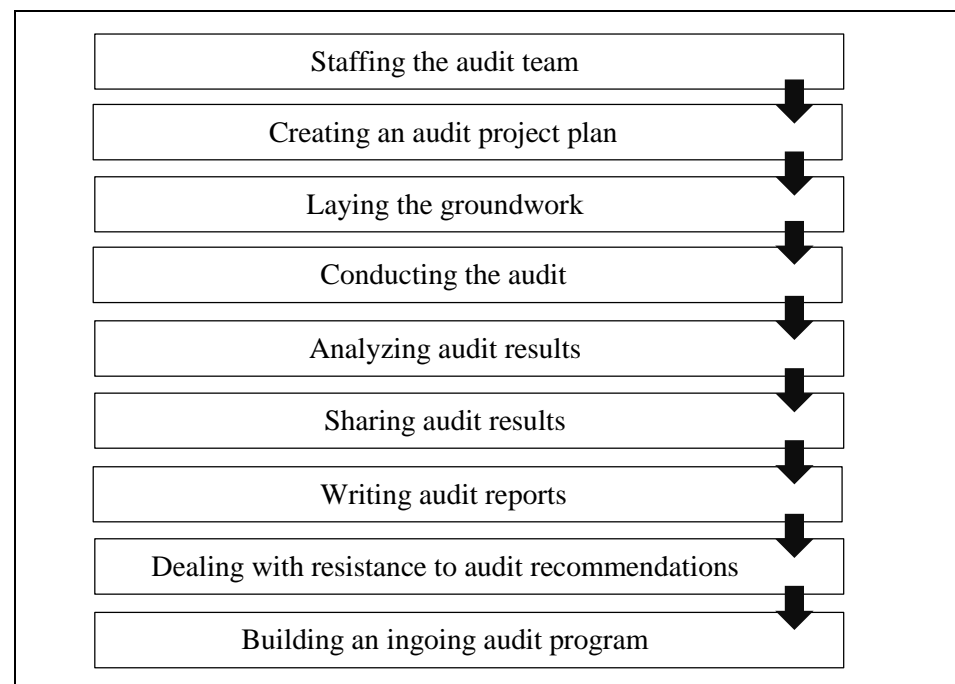 Staffing the audit team
Creating an audit project plan
Laying the groundwork
Conducting the audit
Analyzing audit results
Sharing audit results
Writing audit reports
Dealing with resistance to audit recommendations
Building an ingoing audit program